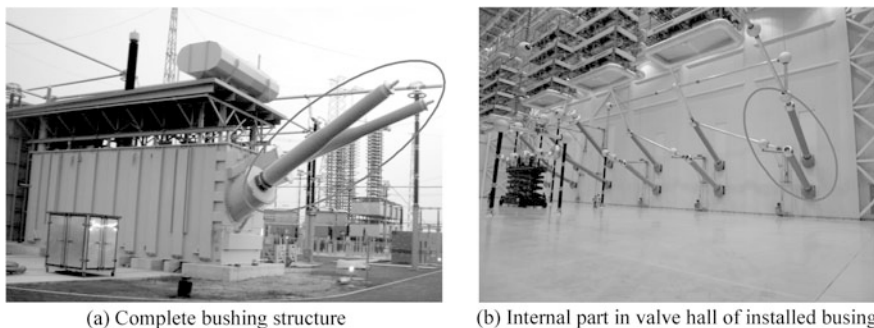 (a) Complete bushing structure
(b) Internal part in valve hall of installed busing